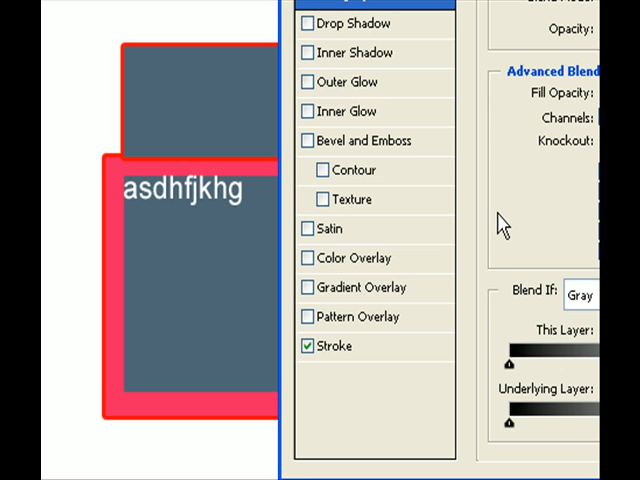 Drop Shadow
Inner Shadow
Outer Glow
Inner Glow
Bevel and Emboss
Contour
Texture
Satin
Color Overlay
Gradient Overlay
Pattern Overlay
Stroke
asdhfjkhg
Opacity:
Advanced Blend
Fill Opacity:
Channels:
Knockout:
Blend If: Gray
This Layer:
Underlying Layer: